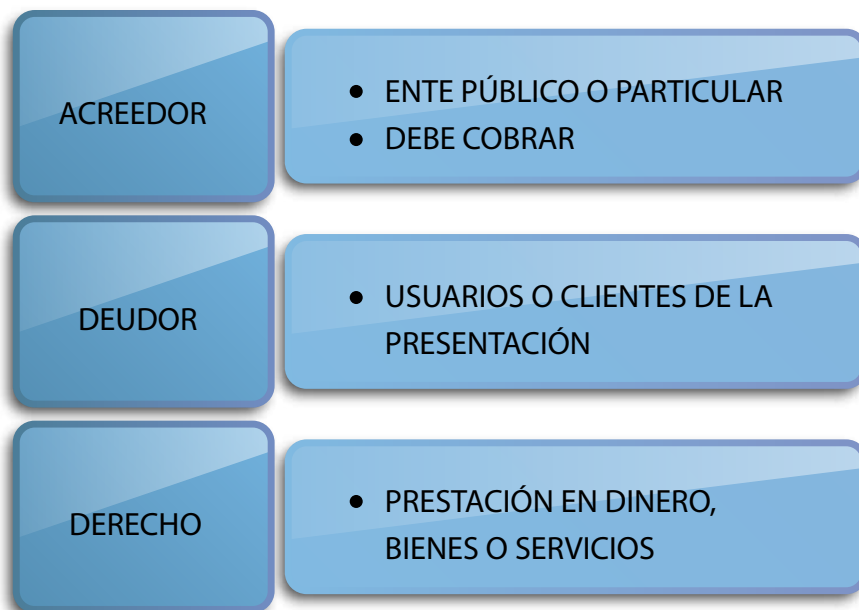 ACREEDOR
• ENTE PÚBLICO O PARTICULAR
• DEBE COBRAR
DEUDOR
• USUARIOS O CLIENTES DE LA
PRESENTACIÓN
DERECHO
• PRESTACIÓN EN DINERO,
BIENES O SERVICIOS